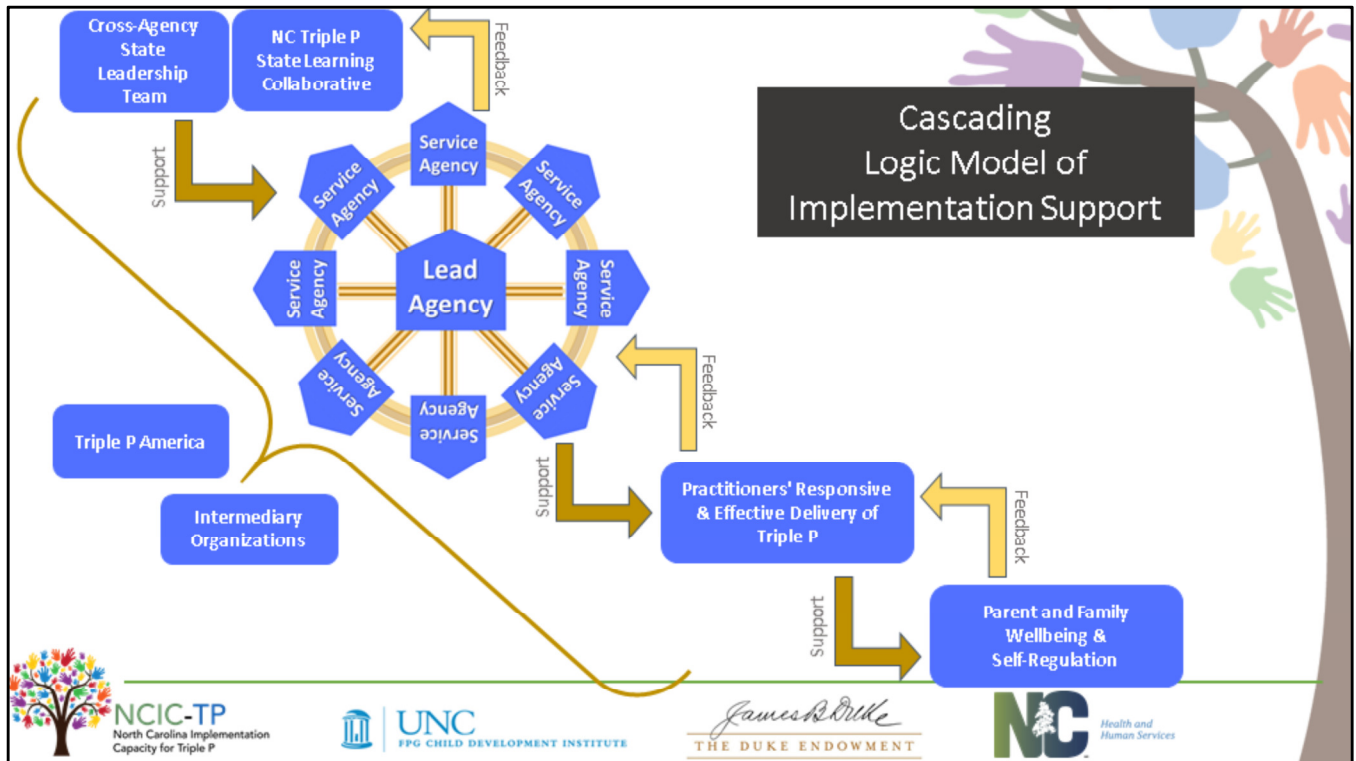 Cross-Agency
State
Leadership
Team
NC Triple P
State Learning
Collaborative
Feedback
Support
Cascading
Logic Model of
Implementation Support
Service
Agency
Service
Agency
Service
Agency
Service
Agency
Lead
Agency
Service
Agency
Service
Agency
Service
Agency
Service
Agency
Feedback
Support
Triple P America
Intermediary
Organizations
Practitioners' Responsive
& Effective Delivery of
Triple P
Feedback
Support
Parent and Family
Wellbeing &
Self-Regulation
NCIC-TP
North Carolina Implementation
Capacity for Triple P
UNC
FPG CHILD DEVELOPMENT INSTITUTE
James B Duke
THE DUKE ENDOWMENT
NC
Health and
Human Services